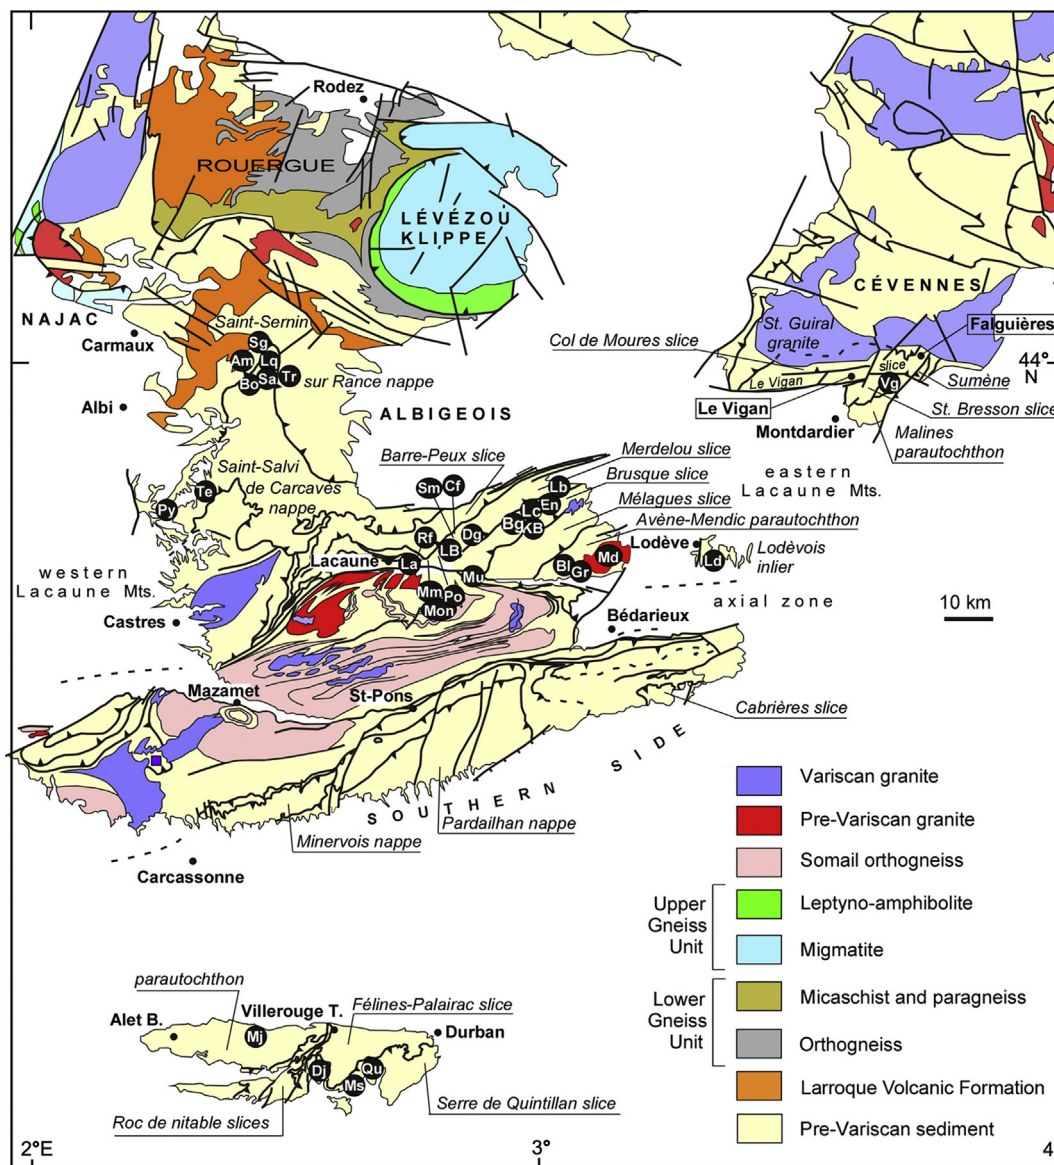 Rodez
ROUERGUE
LÉVÉZOU
KLIPPE
CÉVENNES
NAJAC
Saint-Sernin
St. Guiral
granite
Falguières
Carmaux
Col de Moures slice
Sg
Am
Lq
Bo
Sa
Tr
sur Rance nappe
44°
N
slice
Le Vigan
Vg
Sumène
Albi
ALBIGEOIS
Le Vigan
St. Bresson slice
Montdardier
Malines
parautochthon
Barre-Peux slice
Merdelou slice
eastern
Lacaune Mts.
Saint-Salvi
de Carcavès
nappe
Te
Py
Brusque slice
Sm
Cf
Lb
Mélagues slice
En
Lc
Bg
KB
Avène-Mendic parautochthon
Rf
Dg
LB
Lodève
Lodèvois
inlier
Ld
Lacaune
La
Md
Bl
Gr
western
Lacaune Mts.
Mu
Mm
Po
Mon
axial zone
10 km
Castres
Bédarieux
Mazamet
St-Pons
Cabrières slice
SOUTHERN SIDE
Minervois nappe
Pardailhan nappe
Carcassonne
Variscan granite
Pre-Variscan granite
Somail orthogneiss
Upper
Gneiss
Unit
Leptyno-amphibolite
Migmatite
Lower
Gneiss
Unit
Micaschist and paragneiss
Orthogneiss
Larroque Volcanic Formation
Pre-Variscan sediment
parautochthon
Villerouge T.
Félines-Palairac slice
Alet B.
Durban
Mj
Dj
Qu
Ms
Roc de nitable slices
Serre de Quintillan slice
2°E
3°
4